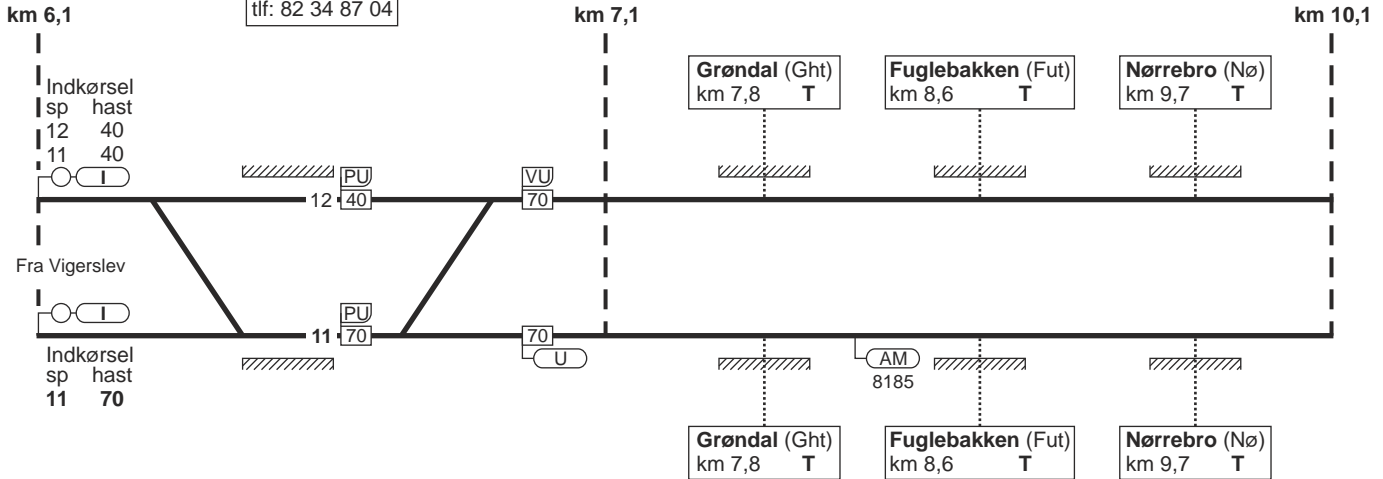 tlf: 82 34 87 04
km 6,1
km 7,1
km 10,1
Grøndal (Ght)
km 7,8 T
Fuglebakken (Fut)
km 8,6 T
Nørrebro (Nø)
km 9,7 T
Indkørsel
sp hast
12 40
11 40
I
PU
VU
12
40
70
Fra Vigerslev
I
PU
11
70
70
U
AM
8185
Indkørsel
sp hast
11 70
Grøndal (Ght)
km 7,8 T
Fuglebakken (Fut)
km 8,6 T
Nørrebro (Nø)
km 9,7 T